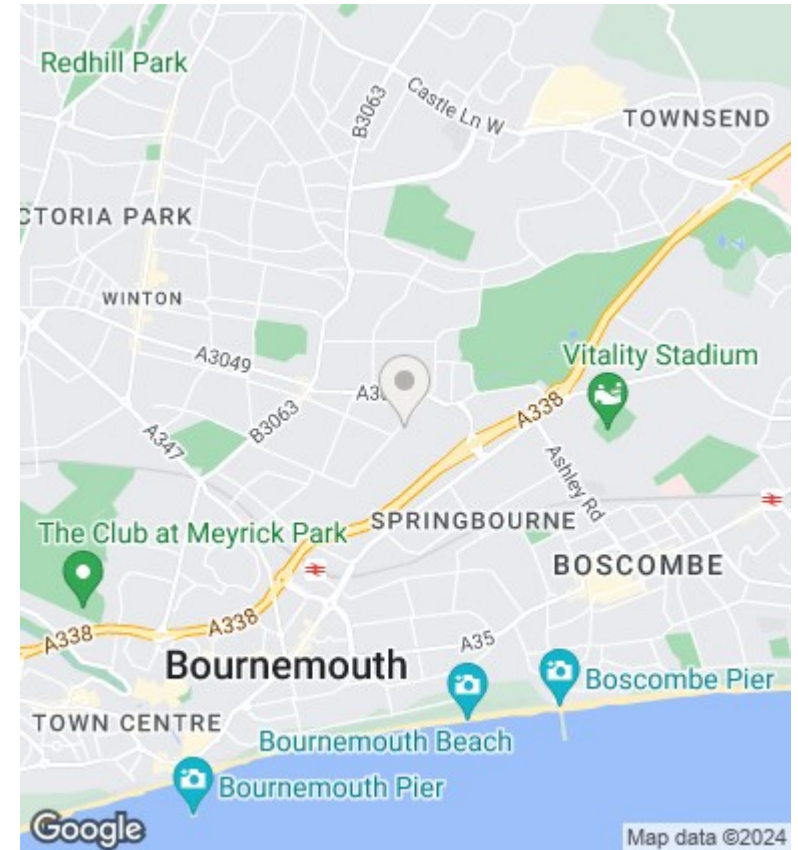 Redhill Park
B3063
Castle Ln W
TOWNSEND
CTORIA PARK
WINTON
A3049
Vitality Stadium
A30
A338
B3063
A347
Ashley Rd
SPRINGBOURNE
The Club at Meyrick Park
BOSCOMBE
A338
A338
A35
Bournemouth
Boscombe Pier
TOWN CENTRE
Bournemouth Beach
Bournemouth Pier
Google
Map data ©2024